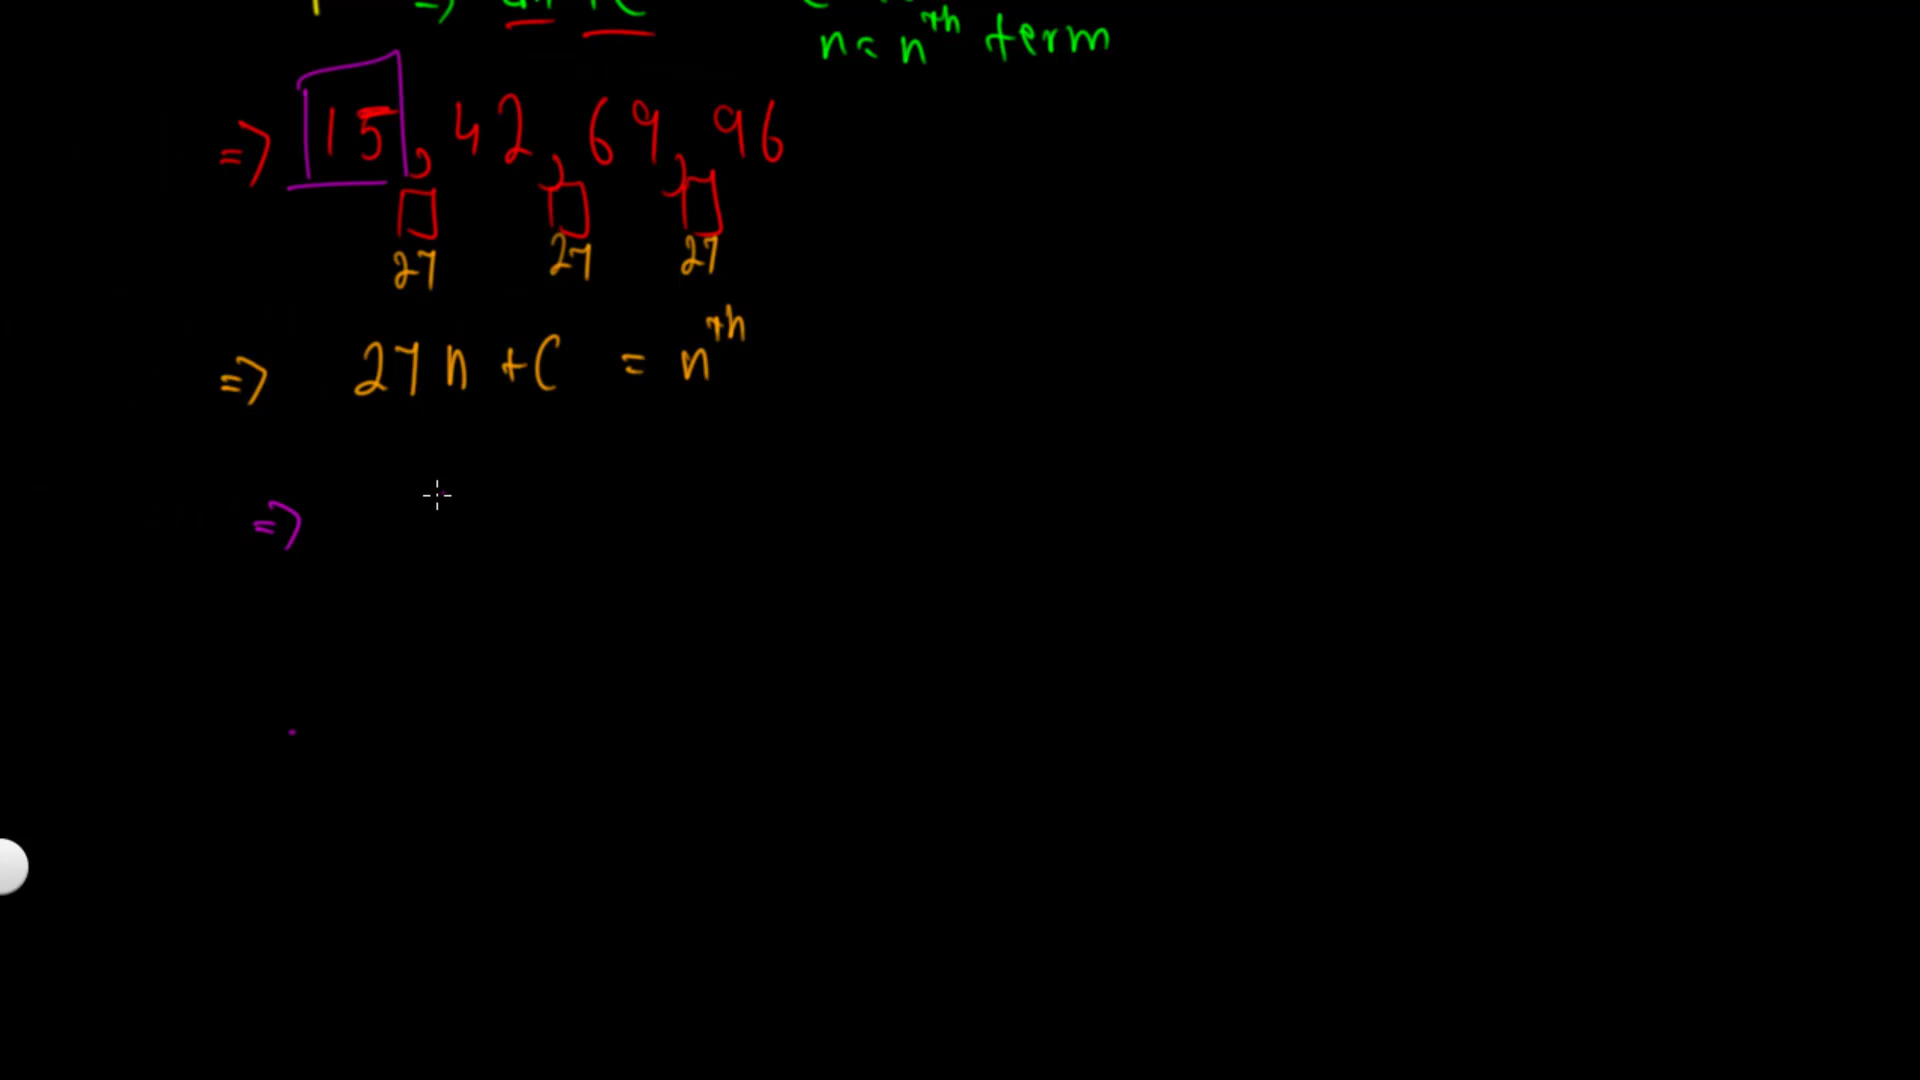 n = nth term
=> 15, 42, 69, 96
27 27 27
=> 27n + C = nth
=>